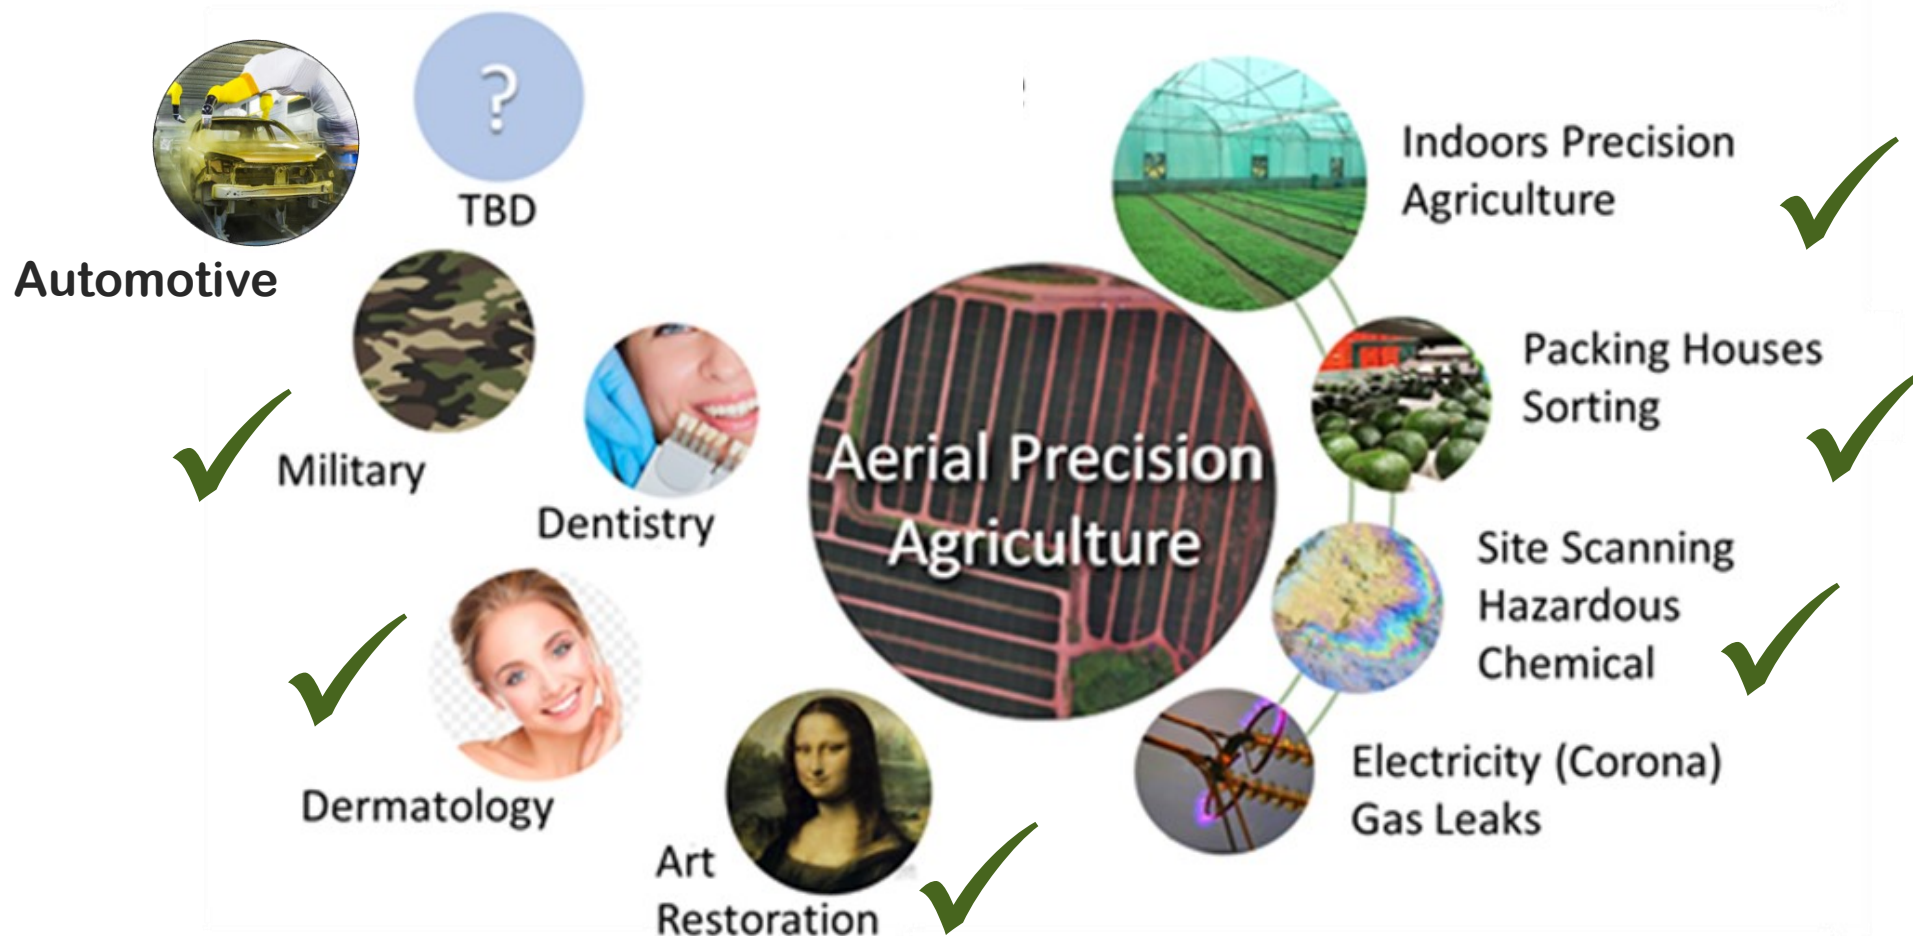 ?
TBD
Automotive
Military
Dentistry
Dermatology
Art
Restoration
Aerial Precision
Agriculture
Indoors Precision
Agriculture
Packing Houses
Sorting
Site Scanning
Hazardous
Chemical
Electricity (Corona)
Gas Leaks